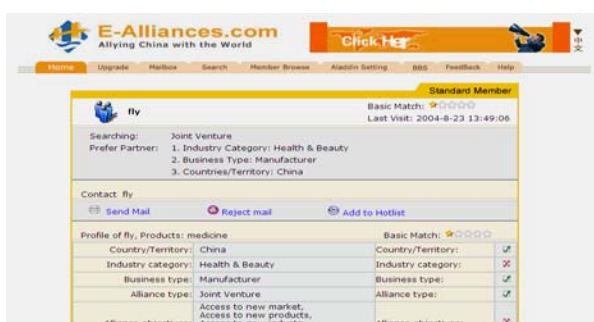 E-Alliances.com
Allying China with the World
Click Her
中文
Home Upgrade Mailbox Search Member Browse Aladdin Setting BBS FeedBack Help
Standard Member
fly
Basic Match:
Last Visit: 2004-8-23 13:49:06
Searching: Joint Venture
Prefer Partner: 1. Industry Category: Health & Beauty
2. Business Type: Manufacturer
3. Countries/Territory: China
Contact fly
Send Mail Reject mail Add to Hotlist
Profile of fly, Products: medicine Basic Match:
Country/Territory: China Country/Territory:
Industry category: Health & Beauty Industry category:
Business type: Manufacturer Business type:
Alliance type: Joint Venture Alliance type:
Access to new market,
Access to new products,